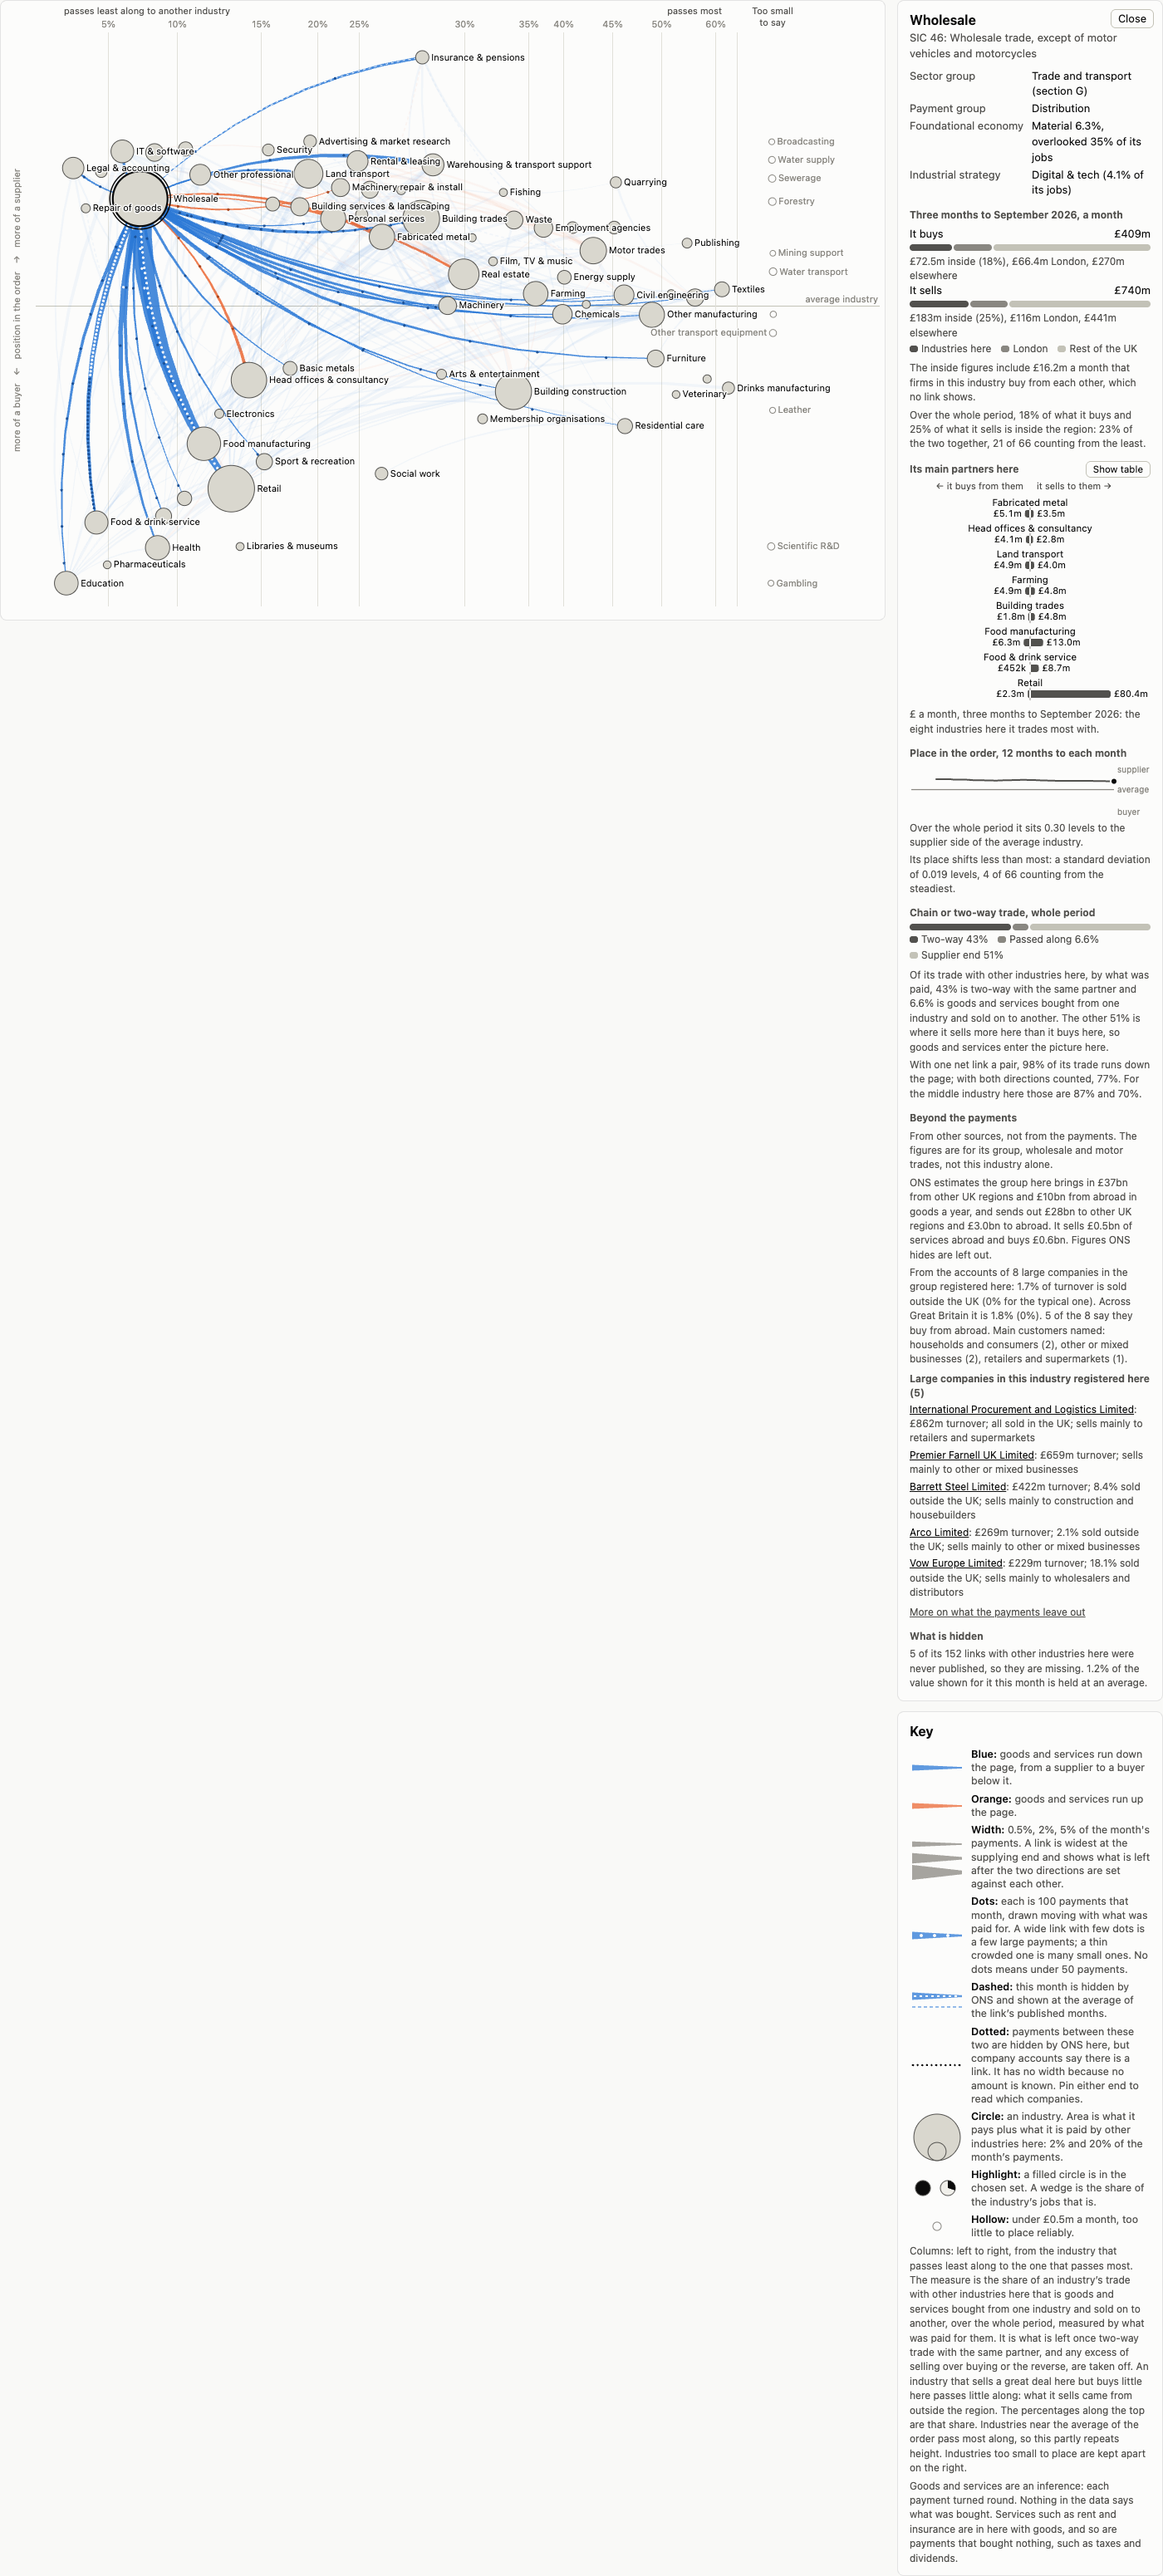 passes least along to another industry
passes most
Too small
to say
5%
10%
15%
20%
25%
30%
35%
40%
45%
50%
60%
more of a buyer ← position in the order → more of a supplier
Insurance & pensions
Advertising & market research
IT & software
Security
Broadcasting
Legal & accounting
Rental & leasing
Warehousing & transport support
Water supply
Other professional
Land transport
Quarrying
Sewerage
Machinery repair & install
Fishing
Wholesale
Forestry
Repair of goods
Building services & landscaping
Personal services
Building trades
Waste
Employment agencies
Fabricated metal
Publishing
Motor trades
Mining support
Film, TV & music
Real estate
Energy supply
Water transport
Textiles
Farming
Civil engineering
average industry
Machinery
Chemicals
Other manufacturing
Other transport equipment
Furniture
Basic metals
Arts & entertainment
Head offices & consultancy
Building construction
Drinks manufacturing
Veterinary
Electronics
Leather
Membership organisations
Residential care
Food manufacturing
Sport & recreation
Social work
Retail
Food & drink service
Health
Libraries & museums
Scientific R&D
Pharmaceuticals
Education
Gambling
Wholesale
Close
SIC 46: Wholesale trade, except of motor
vehicles and motorcycles
Sector group
Trade and transport
(section G)
Payment group
Distribution
Foundational economy
Material 6.3%,
overlooked 35% of its
jobs
Industrial strategy
Digital & tech (4.1% of
its jobs)
Three months to September 2026, a month
It buys
£409m
£72.5m inside (18%), £66.4m London, £270m
elsewhere
It sells
£740m
£183m inside (25%), £116m London, £441m
elsewhere
Industries here
London
Rest of the UK
The inside figures include £16.2m a month that
firms in this industry buy from each other, which
no link shows.
Over the whole period, 18% of what it buys and
25% of what it sells is inside the region: 23% of
the two together, 21 of 66 counting from the least.
Its main partners here
Show table
← it buys from them
it sells to them →
Fabricated metal
£5.1m £3.5m
Head offices & consultancy
£4.1m £2.8m
Land transport
£4.9m £4.0m
Farming
£4.9m £4.8m
Building trades
£1.8m £4.8m
Food manufacturing
£6.3m £13.0m
Food & drink service
£452k £8.7m
Retail
£2.3m £80.4m
£ a month, three months to September 2026: the
eight industries here it trades most with.
Place in the order, 12 months to each month
supplier
average
buyer
Over the whole period it sits 0.30 levels to the
supplier side of the average industry.
Its place shifts less than most: a standard deviation
of 0.019 levels, 4 of 66 counting from the
steadiest.
Chain or two-way trade, whole period
Two-way 43%
Passed along 6.6%
Supplier end 51%
Of its trade with other industries here, by what was
paid, 43% is two-way with the same partner and
6.6% is goods and services bought from one
industry and sold on to another. The other 51% is
where it sells more here than it buys here, so
goods and services enter the picture here.
With one net link a pair, 98% of its trade runs down
the page; with both directions counted, 77%. For
the middle industry here those are 87% and 70%.
Beyond the payments
From other sources, not from the payments. The
figures are for its group, wholesale and motor
trades, not this industry alone.
ONS estimates the group here brings in £37bn
from other UK regions and £10bn from abroad in
goods a year, and sends out £28bn to other UK
regions and £3.0bn to abroad. It sells £0.5bn of
services abroad and buys £0.6bn. Figures ONS
hides are left out.
From the accounts of 8 large companies in the
group registered here: 1.7% of turnover is sold
outside the UK (0% for the typical one). Across
Great Britain it is 1.8% (0%). 5 of the 8 say they
buy from abroad. Main customers named:
households and consumers (2), other or mixed
businesses (2), retailers and supermarkets (1).
Large companies in this industry registered here
(5)
International Procurement and Logistics Limited:
£862m turnover; all sold in the UK; sells mainly to
retailers and supermarkets
Premier Farnell UK Limited: £659m turnover; sells
mainly to other or mixed businesses
Barrett Steel Limited: £422m turnover; 8.4% sold
outside the UK; sells mainly to construction and
housebuilders
Arco Limited: £269m turnover; 2.1% sold outside
the UK; sells mainly to other or mixed businesses
Vow Europe Limited: £229m turnover; 18.1% sold
outside the UK; sells mainly to wholesalers and
distributors
More on what the payments leave out
What is hidden
5 of its 152 links with other industries here were
never published, so they are missing. 1.2% of the
value shown for it this month is held at an average.
Key
Blue: goods and services run down
the page, from a supplier to a buyer
below it.
Orange: goods and services run up
the page.
Width: 0.5%, 2%, 5% of the month's
payments. A link is widest at the
supplying end and shows what is left
after the two directions are set
against each other.
Dots: each is 100 payments that
month, drawn moving with what was
paid for. A wide link with few dots is
a few large payments; a thin
crowded one is many small ones. No
dots means under 50 payments.
Dashed: this month is hidden by
ONS and shown at the average of
the link's published months.
Dotted: payments between these
two are hidden by ONS here, but
company accounts say there is a
link. It has no width because no
amount is known. Pin either end to
read which companies.
Circle: an industry. Area is what it
pays plus what it is paid by other
industries here: 2% and 20% of the
month's payments.
Highlight: a filled circle is in the
chosen set. A wedge is the share of
the industry's jobs that is.
Hollow: under £0.5m a month, too
little to place reliably.
Columns: left to right, from the industry that
passes least along to the one that passes most.
The measure is the share of an industry's trade
with other industries here that is goods and
services bought from one industry and sold on to
another, over the whole period, measured by what
was paid for them. It is what is left once two-way
trade with the same partner, and any excess of
selling over buying or the reverse, are taken off. An
industry that sells a great deal here but buys little
here passes little along: what it sells came from
outside the region. The percentages along the top
are that share. Industries near the average of the
order pass most along, so this partly repeats
height. Industries too small to place are kept apart
on the right.
Goods and services are an inference: each
payment turned round. Nothing in the data says
what was bought. Services such as rent and
insurance are in here with goods, and so are
payments that bought nothing, such as taxes and
dividends.